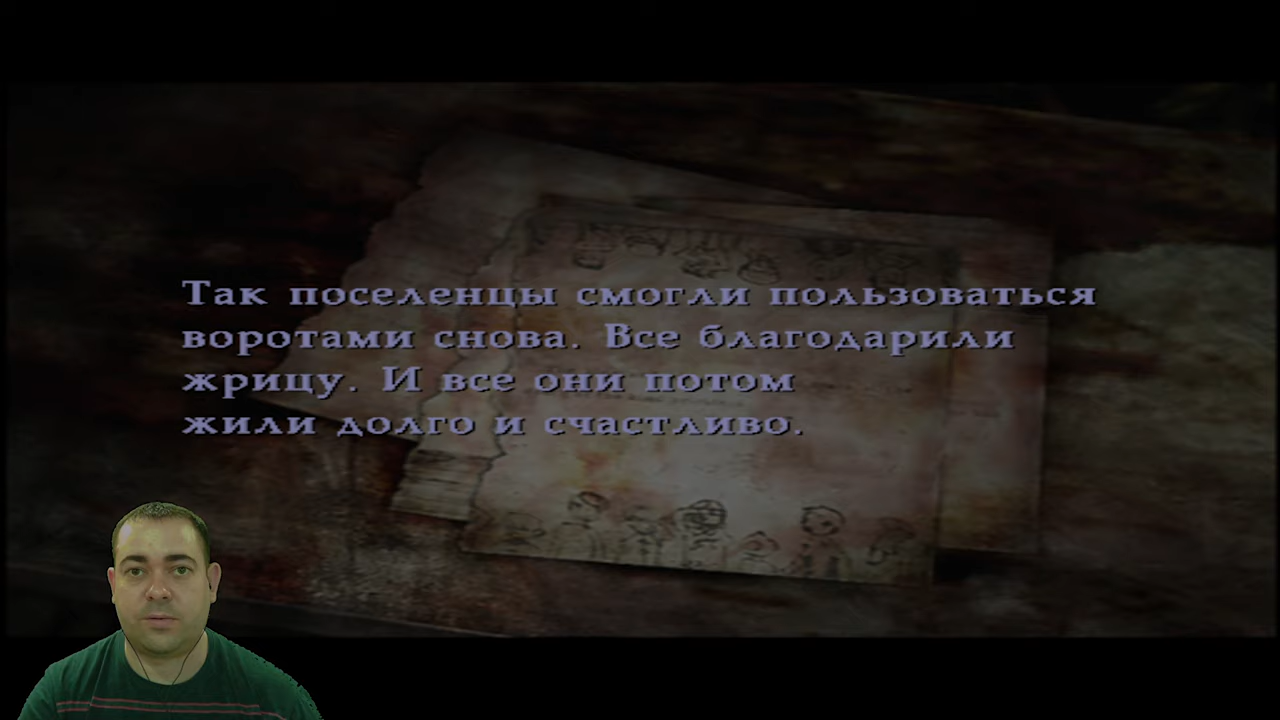 Так поселенцы смогли пользоваться
воротами снова. Все благодарили
жрицу. И все они потом
жили долго и счастливо.